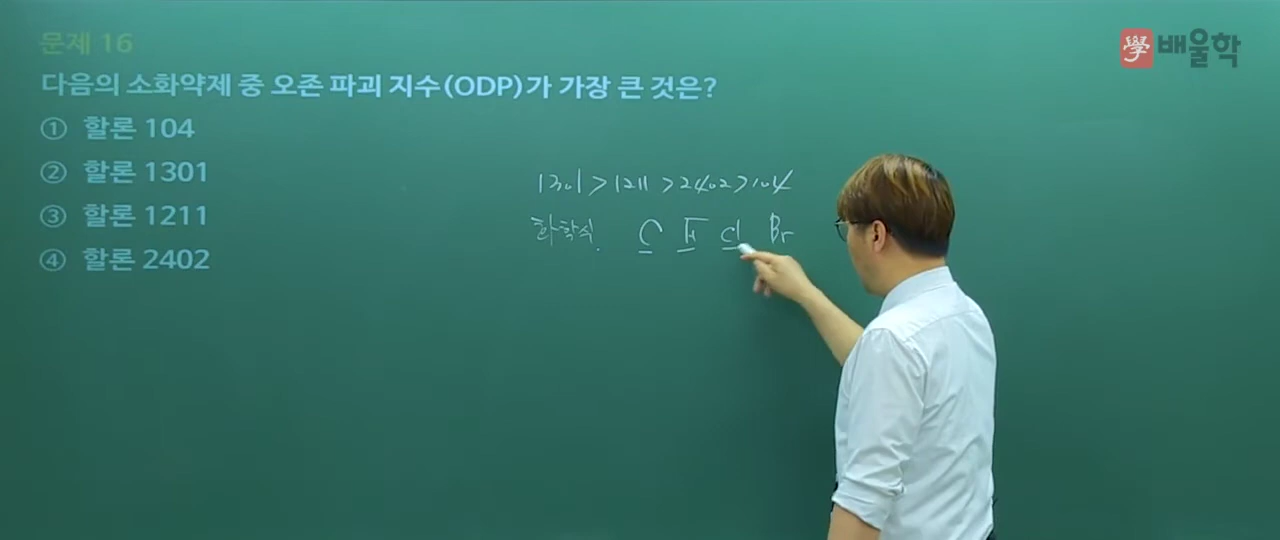 문제 16
學 배울학
다음의 소화약제 중 오존 파괴 지수(ODP)가 가장 큰 것은?
① 할론 104
② 할론 1301
③ 할론 1211
④ 할론 2402
1301 > 1211 > 2402 > 104
화학식. C F Cl Br